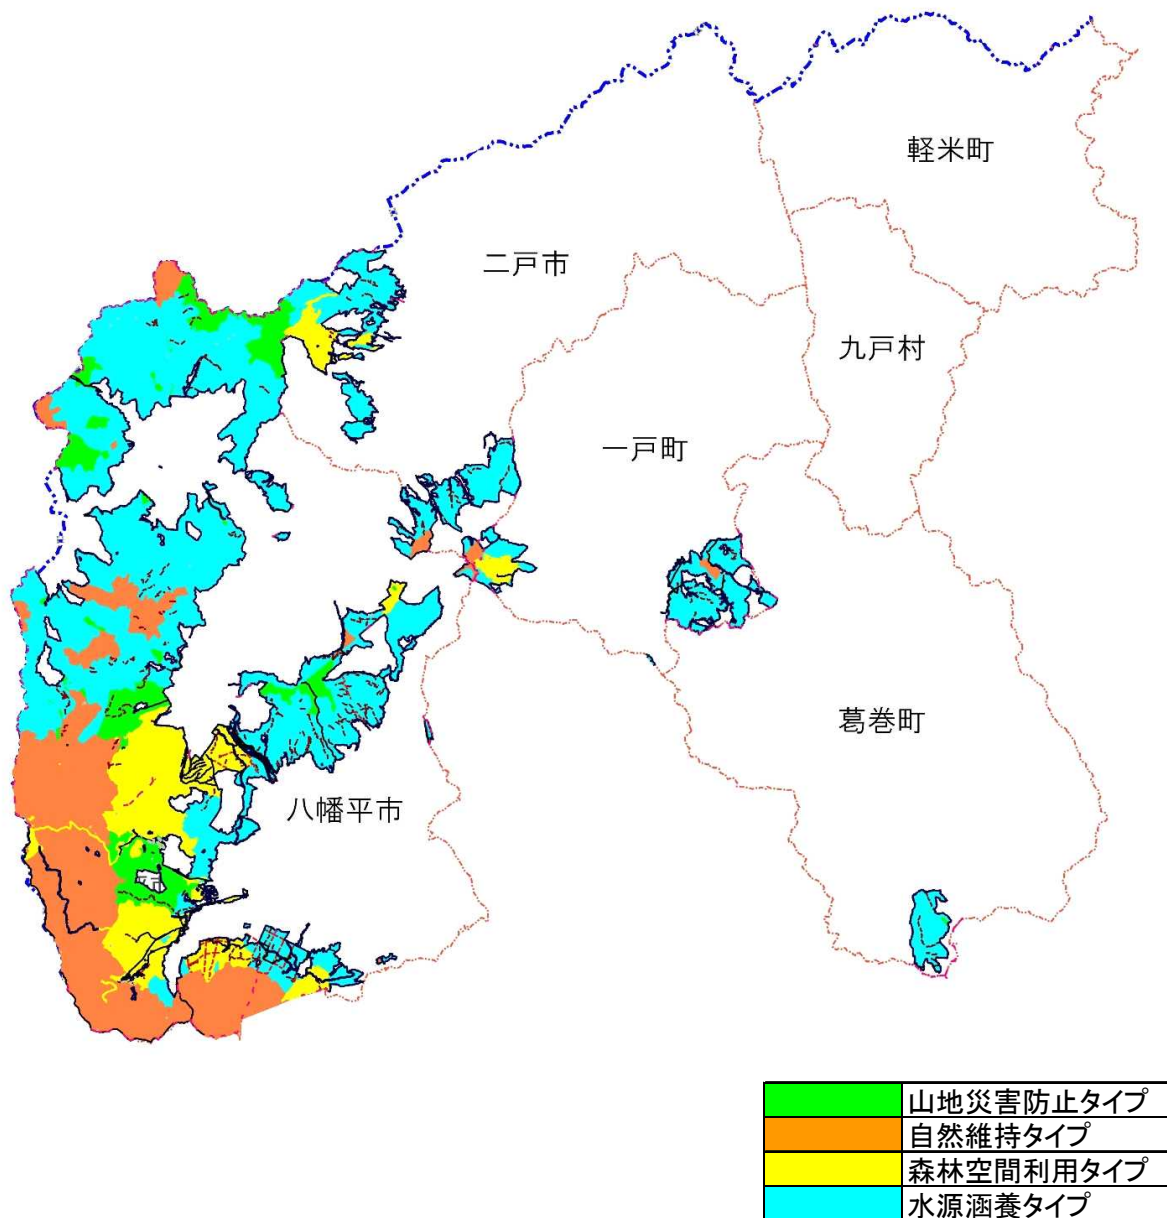 軽米町
二戸市
九戸村
一戸町
葛巻町
八幡平市
山地災害防止タイプ
自然維持タイプ
森林空間利用タイプ
水源涵養タイプ